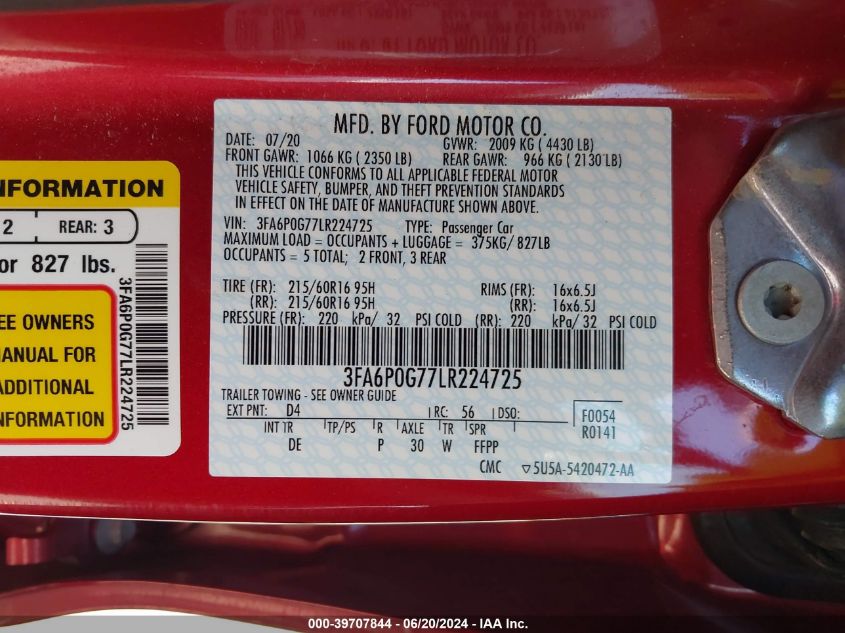 MFD. BY FORD MOTOR CO.
DATE: 07/20 GVWR: 2009 KG ( 4430 LB)
FRONT GAWR: 1066 KG ( 2350 LB) REAR GAWR: 966 KG ( 2130 LB)
THIS VEHICLE CONFORMS TO ALL APPLICABLE FEDERAL MOTOR
VEHICLE SAFETY, BUMPER, AND THEFT PREVENTION STANDARDS
IN EFFECT ON THE DATE OF MANUFACTURE SHOWN ABOVE.
VIN: 3FA6P0G77LR224725 TYPE: Passenger Car
MAXIMUM LOAD = OCCUPANTS + LUGGAGE = 375KG/ 827LB
OCCUPANTS = 5 TOTAL; 2 FRONT, 3 REAR
TIRE (FR): 215/60R16 95H RIMS (FR): 16x6.5J
(RR): 215/60R16 95H (RR): 16x6.5J
PRESSURE (FR): 220 kPa/ 32 PSI COLD (RR): 220 kPa/ 32 PSI COLD
3FA6P0G77LR224725
TRAILER TOWING - SEE OWNER GUIDE
EXT PNT: D4 RC: 56 DSO: F0054
R0141
INT TR TP/PS R AXLE TR SPR
DE P 30 W FFPP
CMC ▽5U5A-5420472-AA
NFORMATION
2 REAR: 3
or 827 lbs.
EE OWNERS
MANUAL FOR
ADDITIONAL
NFORMATION
3FA6P0G77LR224725
000-39707844 - 06/20/2024 - IAA Inc.